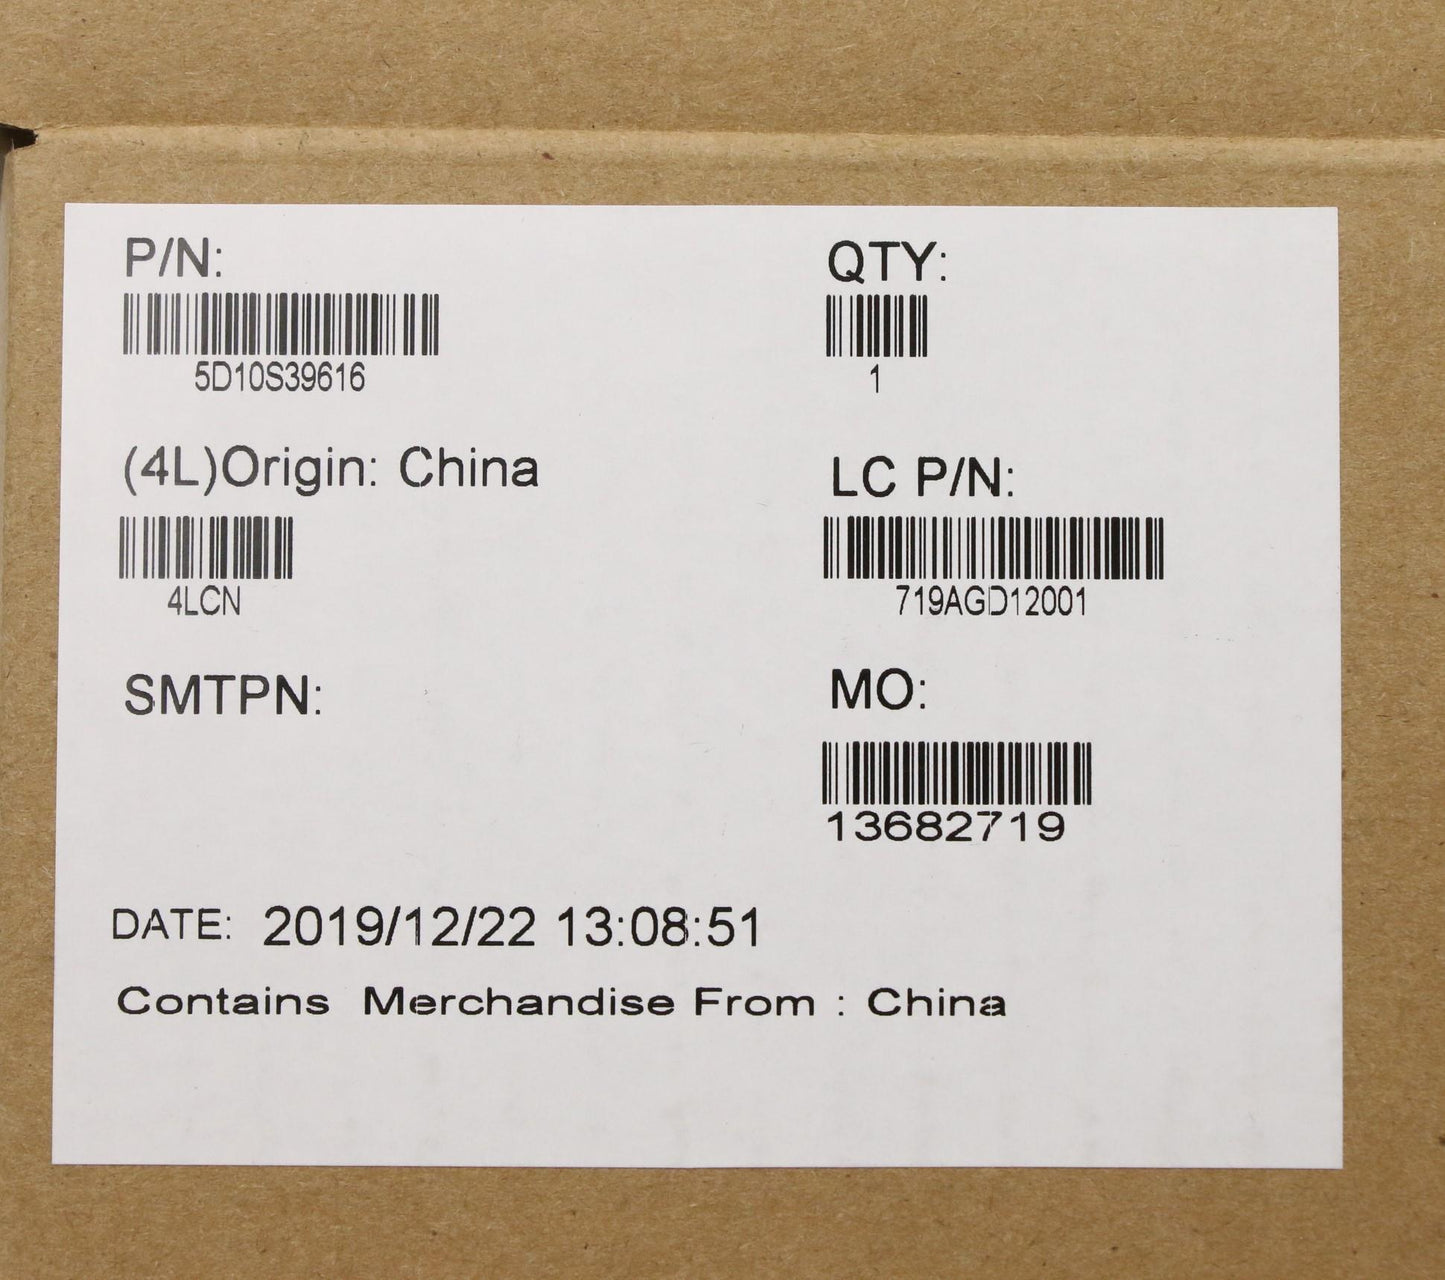 P/N:
5D10S39616
QTY:
1
(4L)Origin: China
4LCN
LC P/N:
719AGD12001
SMTPN:
MO:
13682719
DATE: 2019/12/22 13:08:51
Contains Merchandise From : China